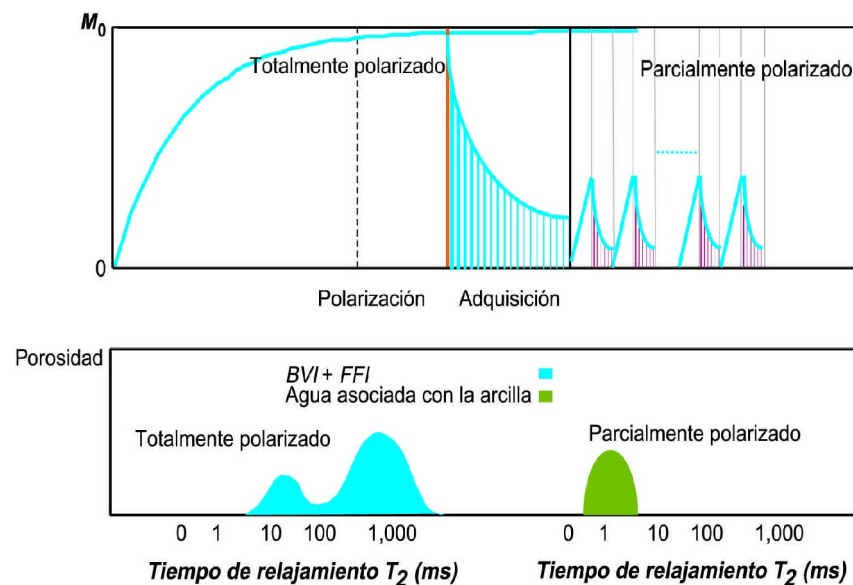 M0
Totalmente polarizado
Parcialmente polarizado
0
Polarización
Adquisición
Porosidad
BVI + FFI
Agua asociada con la arcilla
Totalmente polarizado
Parcialmente polarizado
0 1 10 100 1,000
0 1 10 100 1,000
Tiempo de relajamiento T2 (ms)
Tiempo de relajamiento T2 (ms)